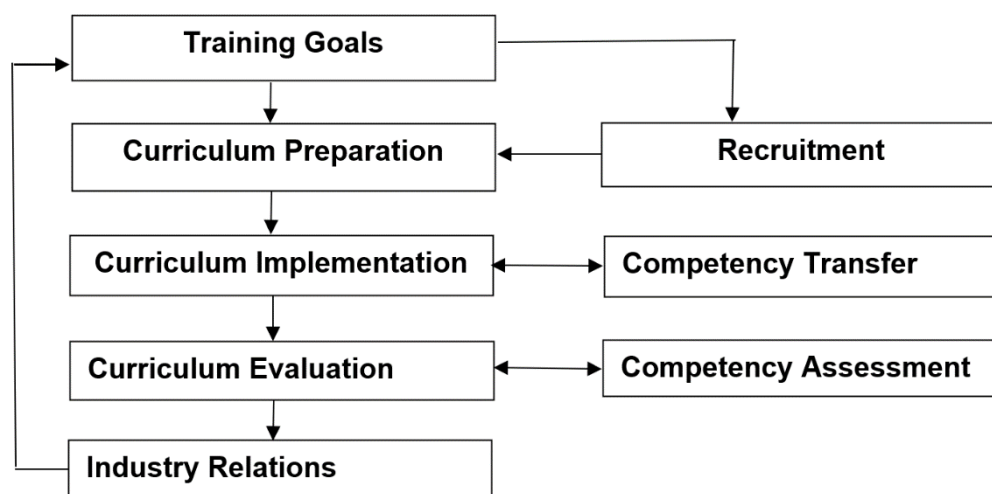 Training Goals
Curriculum Preparation
Recruitment
Curriculum Implementation
Competency Transfer
Curriculum Evaluation
Competency Assessment
Industry Relations